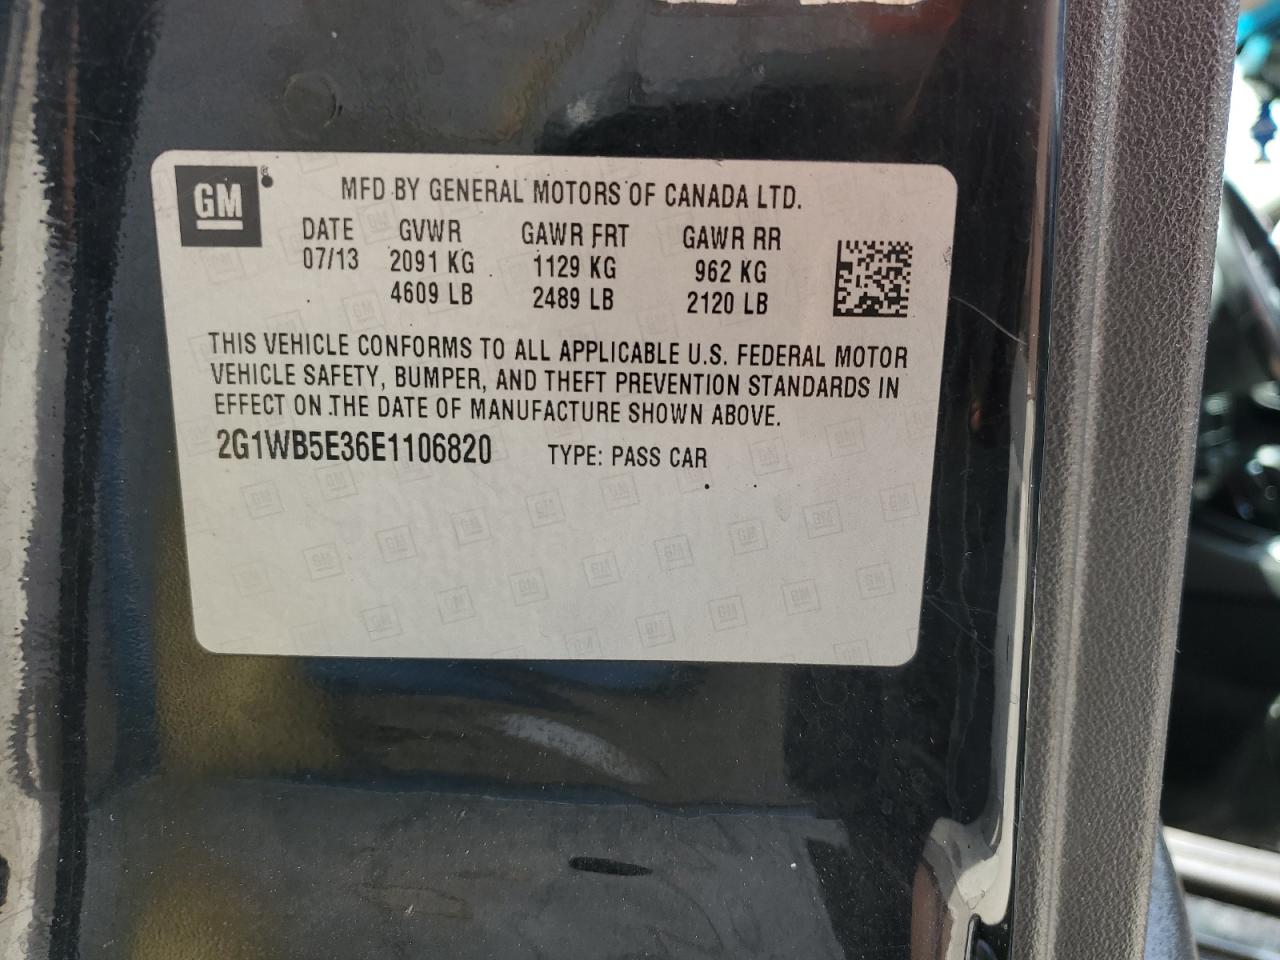 GM
MFD BY GENERAL MOTORS OF CANADA LTD.
DATE GVWR GAWR FRT GAWR RR
07/13 2091 KG 1129 KG 962 KG
4609 LB 2489 LB 2120 LB
THIS VEHICLE CONFORMS TO ALL APPLICABLE U.S. FEDERAL MOTOR
VEHICLE SAFETY, BUMPER, AND THEFT PREVENTION STANDARDS IN
EFFECT ON THE DATE OF MANUFACTURE SHOWN ABOVE.
2G1WB5E36E1106820 TYPE: PASS CAR